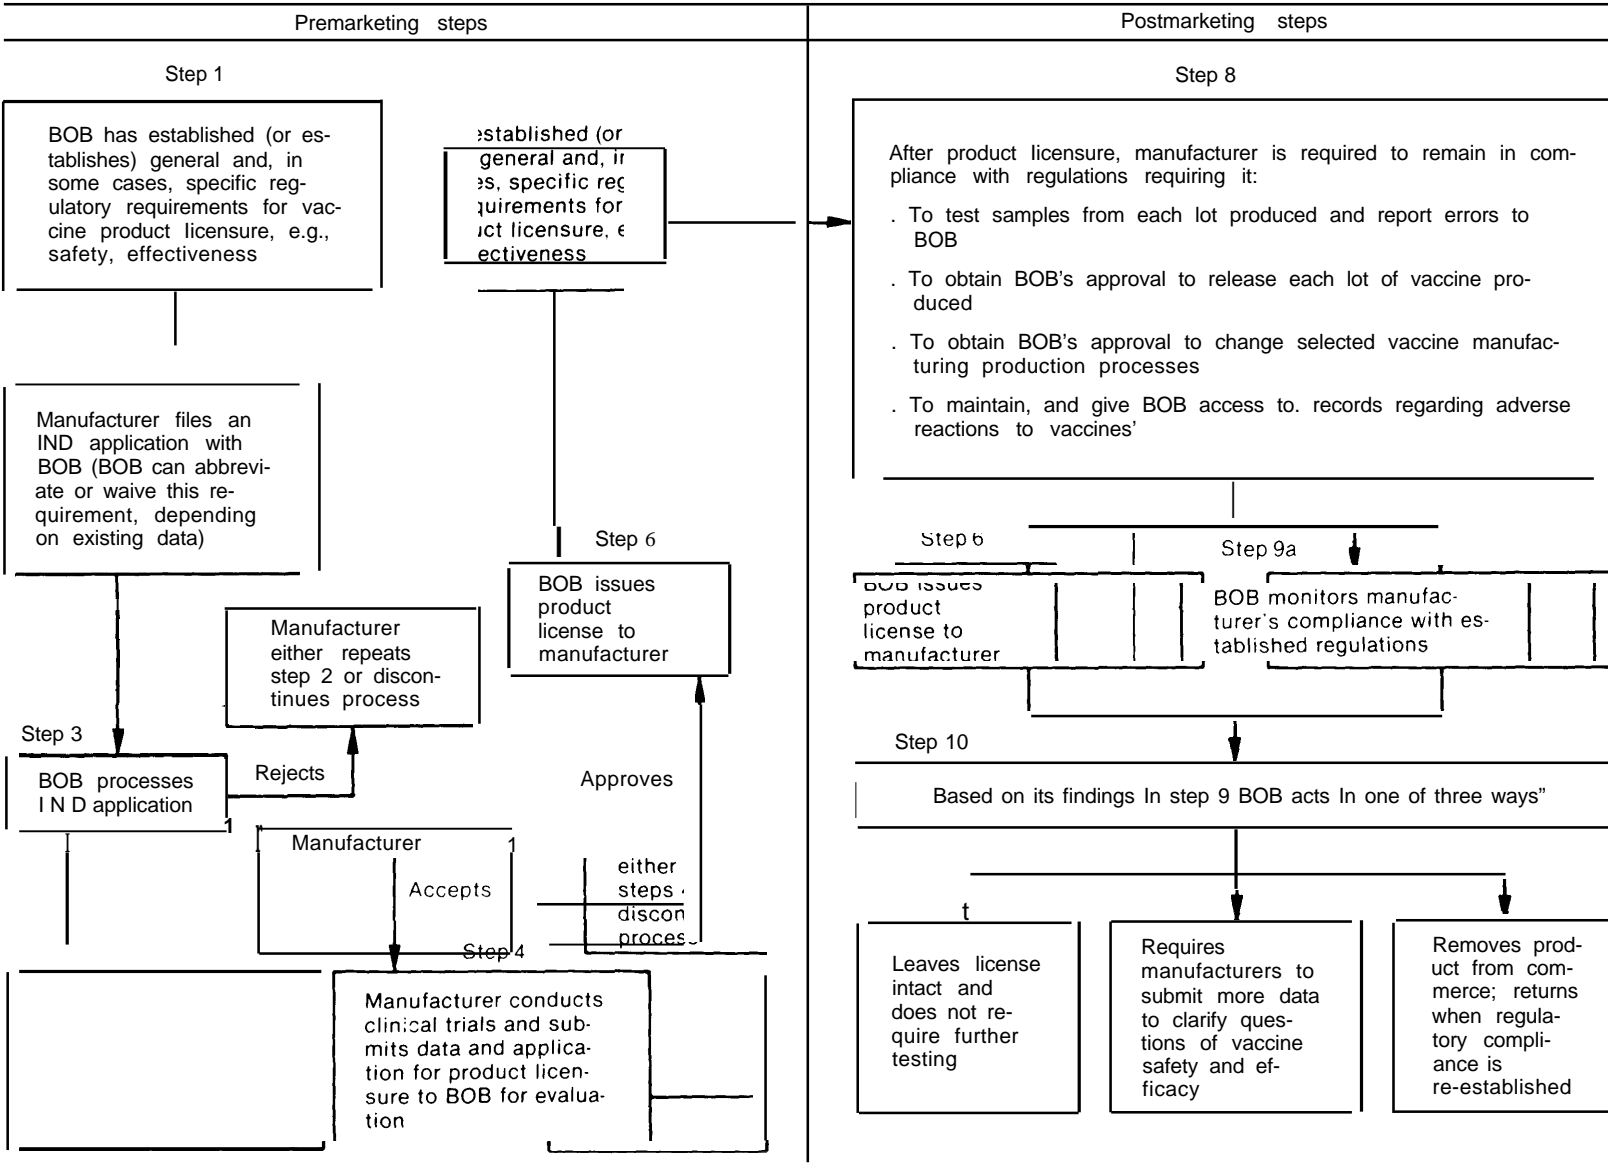 Premarketing steps
Postmarketing steps
Step 1
BOB has established (or es-
tablishes) general and, in
some cases, specific reg-
ulatory requirements for vac-
cine product licensure, e.g.,
safety, effectiveness
established (or
general and, in
es, specific reg
quirements for
uct licensure, e
ectiveness
Manufacturer files an
IND application with
BOB (BOB can abbrevi-
ate or waive this re-
quirement, depending
on existing data)
Step 3
BOB processes
I N D application
1
Rejects
Manufacturer
either repeats
step 2 or discon-
tinues process
Manufacturer
1
Accepts
Step 4
Manufacturer conducts
clinical trials and sub-
mits data and applica-
tion for product licen-
sure to BOB for evalua-
tion
either
steps
discon
proces
Approves
Step 6
BOB issues
product
license to
manufacturer
Step 8
After product licensure, manufacturer is required to remain in com-
pliance with regulations requiring it:
. To test samples from each lot produced and report errors to
BOB
. To obtain BOB's approval to release each lot of vaccine pro-
duced
. To obtain BOB's approval to change selected vaccine manufac-
turing production processes
. To maintain, and give BOB access to. records regarding adverse
reactions to vaccines'
Step 6
BOB issues
product
license to
manufacturer
Step 9a
BOB monitors manufac-
turer's compliance with es-
tablished regulations
Step 10
Based on its findings In step 9 BOB acts In one of three ways”
t
Leaves license
intact and
does not re-
quire further
testing
Requires
manufacturers to
submit more data
to clarify ques-
tions of vaccine
safety and ef-
ficacy
Removes prod-
uct from com-
merce; returns
when regula-
tory compli-
ance is
re-established